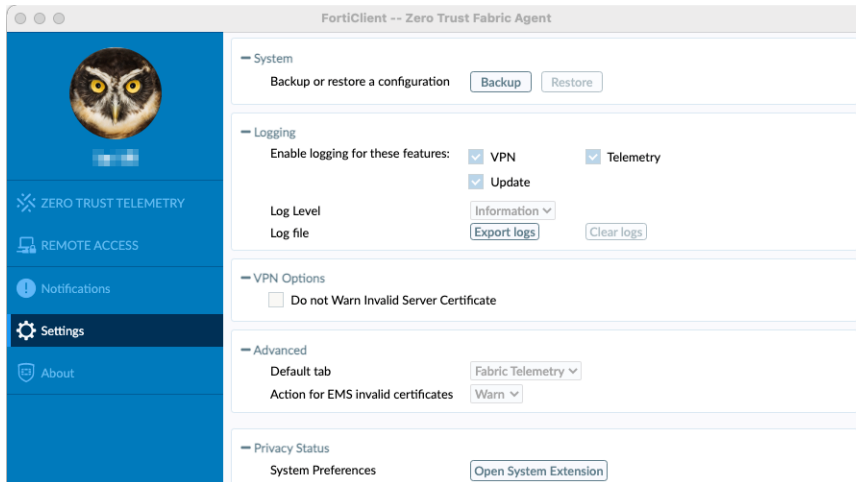 FortiClient -- Zero Trust Fabric Agent
ZERO TRUST TELEMETRY
REMOTE ACCESS
Notifications
Settings
About
System
Backup or restore a configuration Backup Restore
Logging
Enable logging for these features: VPN Telemetry
Update
Log Level Information
Log file Export logs Clear logs
VPN Options
Do not Warn Invalid Server Certificate
Advanced
Default tab Fabric Telemetry
Action for EMS invalid certificates Warn
Privacy Status
System Preferences Open System Extension